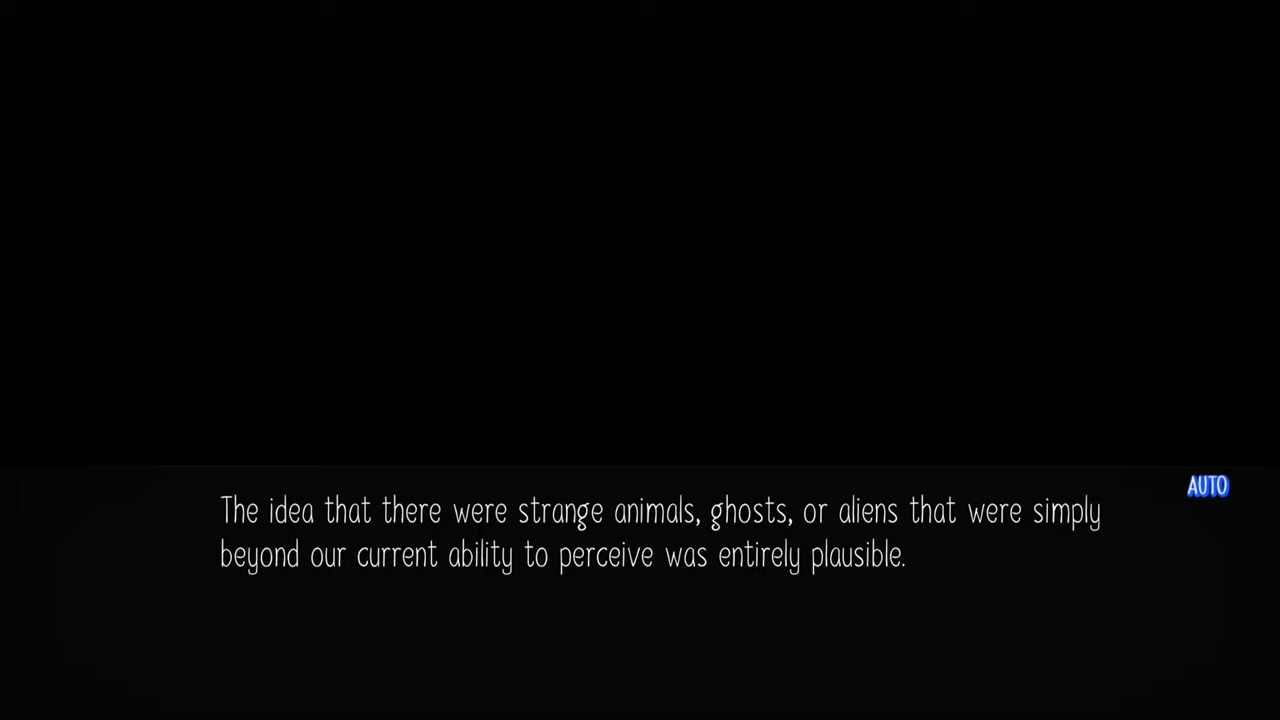 AUTO
The idea that there were strange animals, ghosts, or aliens that were simply
beyond our current ability to perceive was entirely plausible.